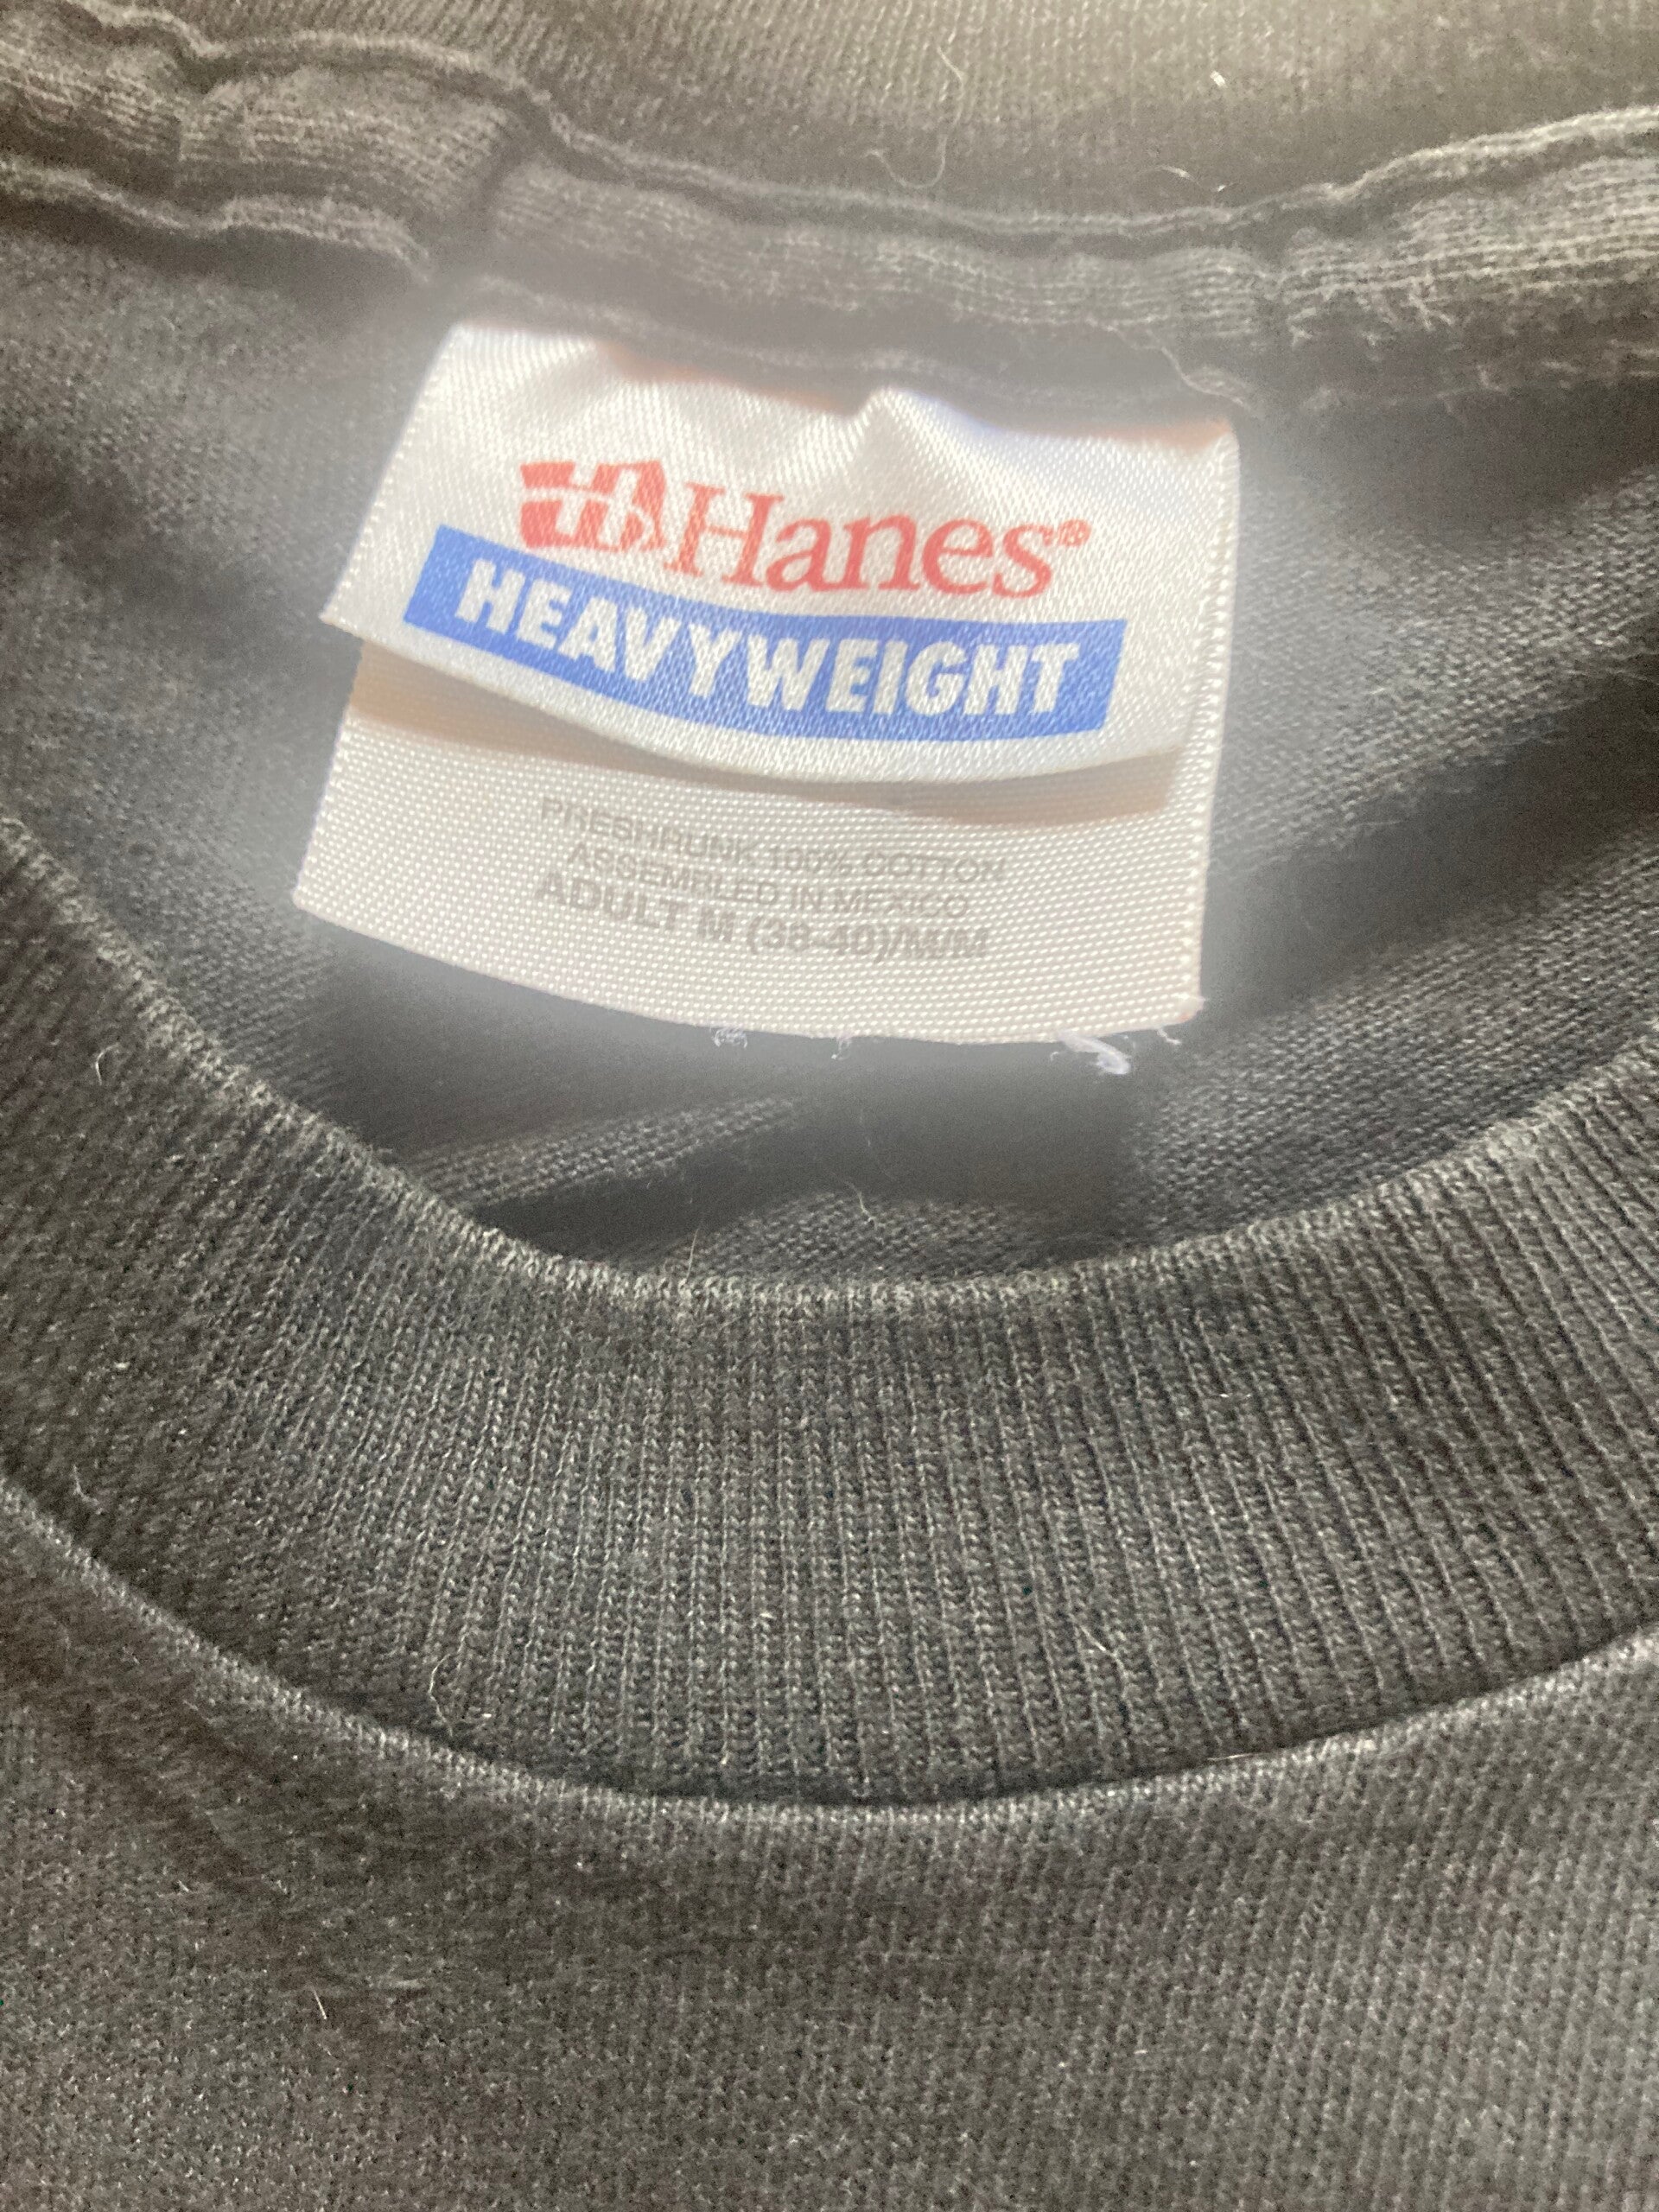 Hanes®
HEAVYWEIGHT
PRESHRUNK 100% COTTON
ASSEMBLED IN MEXICO
ADULT M (38-40)/M/M